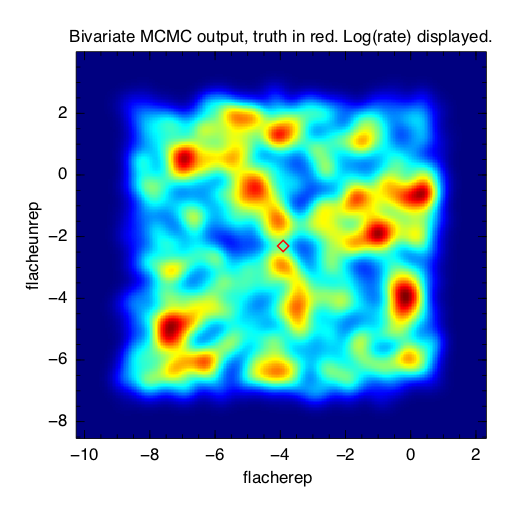 Bivariate MCMC output, truth in red. Log(rate) displayed.
2
0
−2
−4
−6
−8
flacheunrep
−10 −8 −6 −4 −2 0 2
flacherep